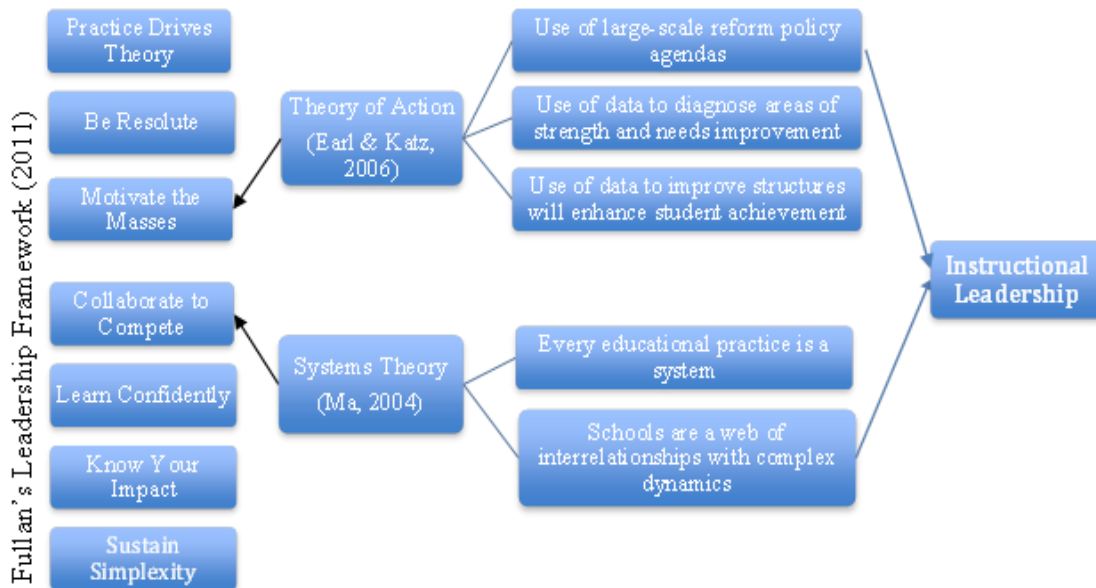 Fullan's Leadership Framework (2011)
Practice Drives
Theory
Be Resolute
Motivate the
Masses
Collaborate to
Compete
Learn Confidently
Know Your
Impact
Sustain
Simplexity
Theory of Action
(Earl & Katz,
2006)
Systems Theory
(Ma, 2004)
Use of large-scale reform policy
agendas
Use of data to diagnose areas of
strength and needs improvement
Use of data to improve structures
will enhance student achievement
Every educational practice is a
system
Schools are a web of
interrelationships with complex
dynamics
Instructional
Leadership